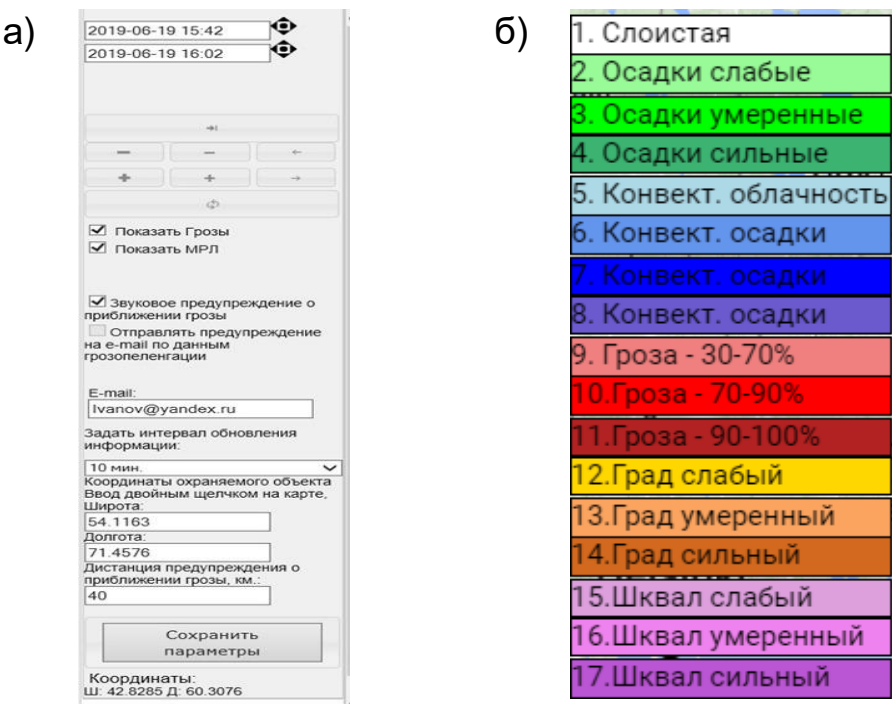 а)
2019-06-19 15:42
2019-06-19 16:02
Показать Грозы
Показать МРЛ
Звуковое предупреждение о
приближении грозы
Отправлять предупреждение
на e-mail по данным
грозопеленгации
E-mail:
Ivanov@yandex.ru
Задать интервал обновления
информации:
10 мин.
Координаты охраняемого объекта
Ввод двойным щелчком на карте,
Широта:
54.1163
Долгота:
71.4576
Дистанция предупреждения о
приближении грозы, км.:
40
Сохранить
параметры
Координаты:
Ш: 42.8285 Д: 60.3076
б)
1. Слоистая
2. Осадки слабые
3. Осадки умеренные
4. Осадки сильные
5. Конвект. облачность
6. Конвект. осадки
7. Конвект. осадки
8. Конвект. осадки
9. Гроза - 30-70%
10.Гроза - 70-90%
11.Гроза - 90-100%
12.Град слабый
13.Град умеренный
14.Град сильный
15.Шквал слабый
16.Шквал умеренный
17.Шквал сильный